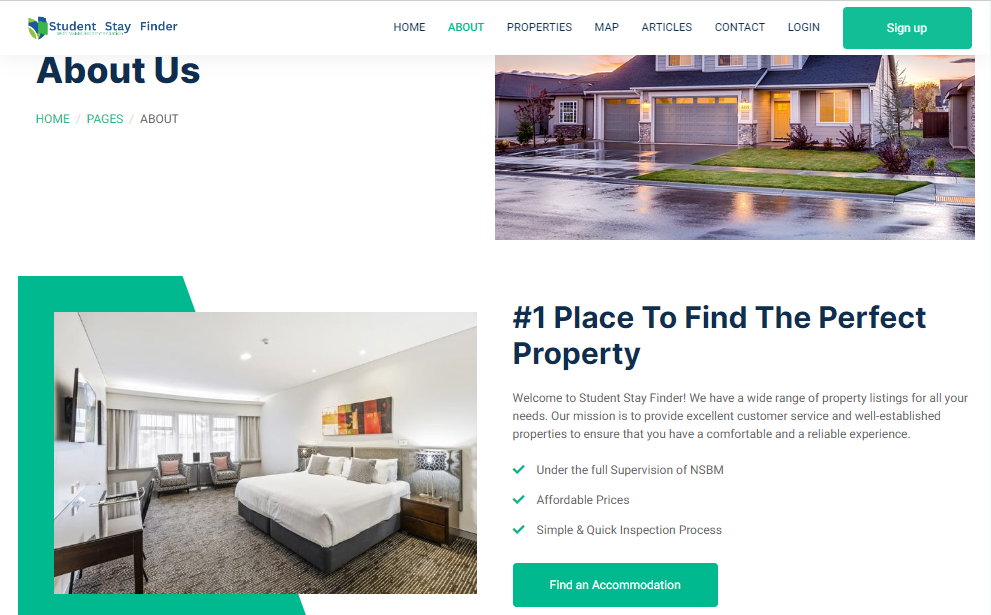 Student Stay Finder
HOME ABOUT PROPERTIES MAP ARTICLES CONTACT LOGIN Sign up
About Us
HOME / PAGES / ABOUT
#1 Place To Find The Perfect
Property
Welcome to Student Stay Finder! We have a wide range of property listings for all your
needs. Our mission is to provide excellent customer service and well-established
properties to ensure that you have a comfortable and a reliable experience.
Under the full Supervision of NSBM
Affordable Prices
Simple & Quick Inspection Process
Find an Accommodation